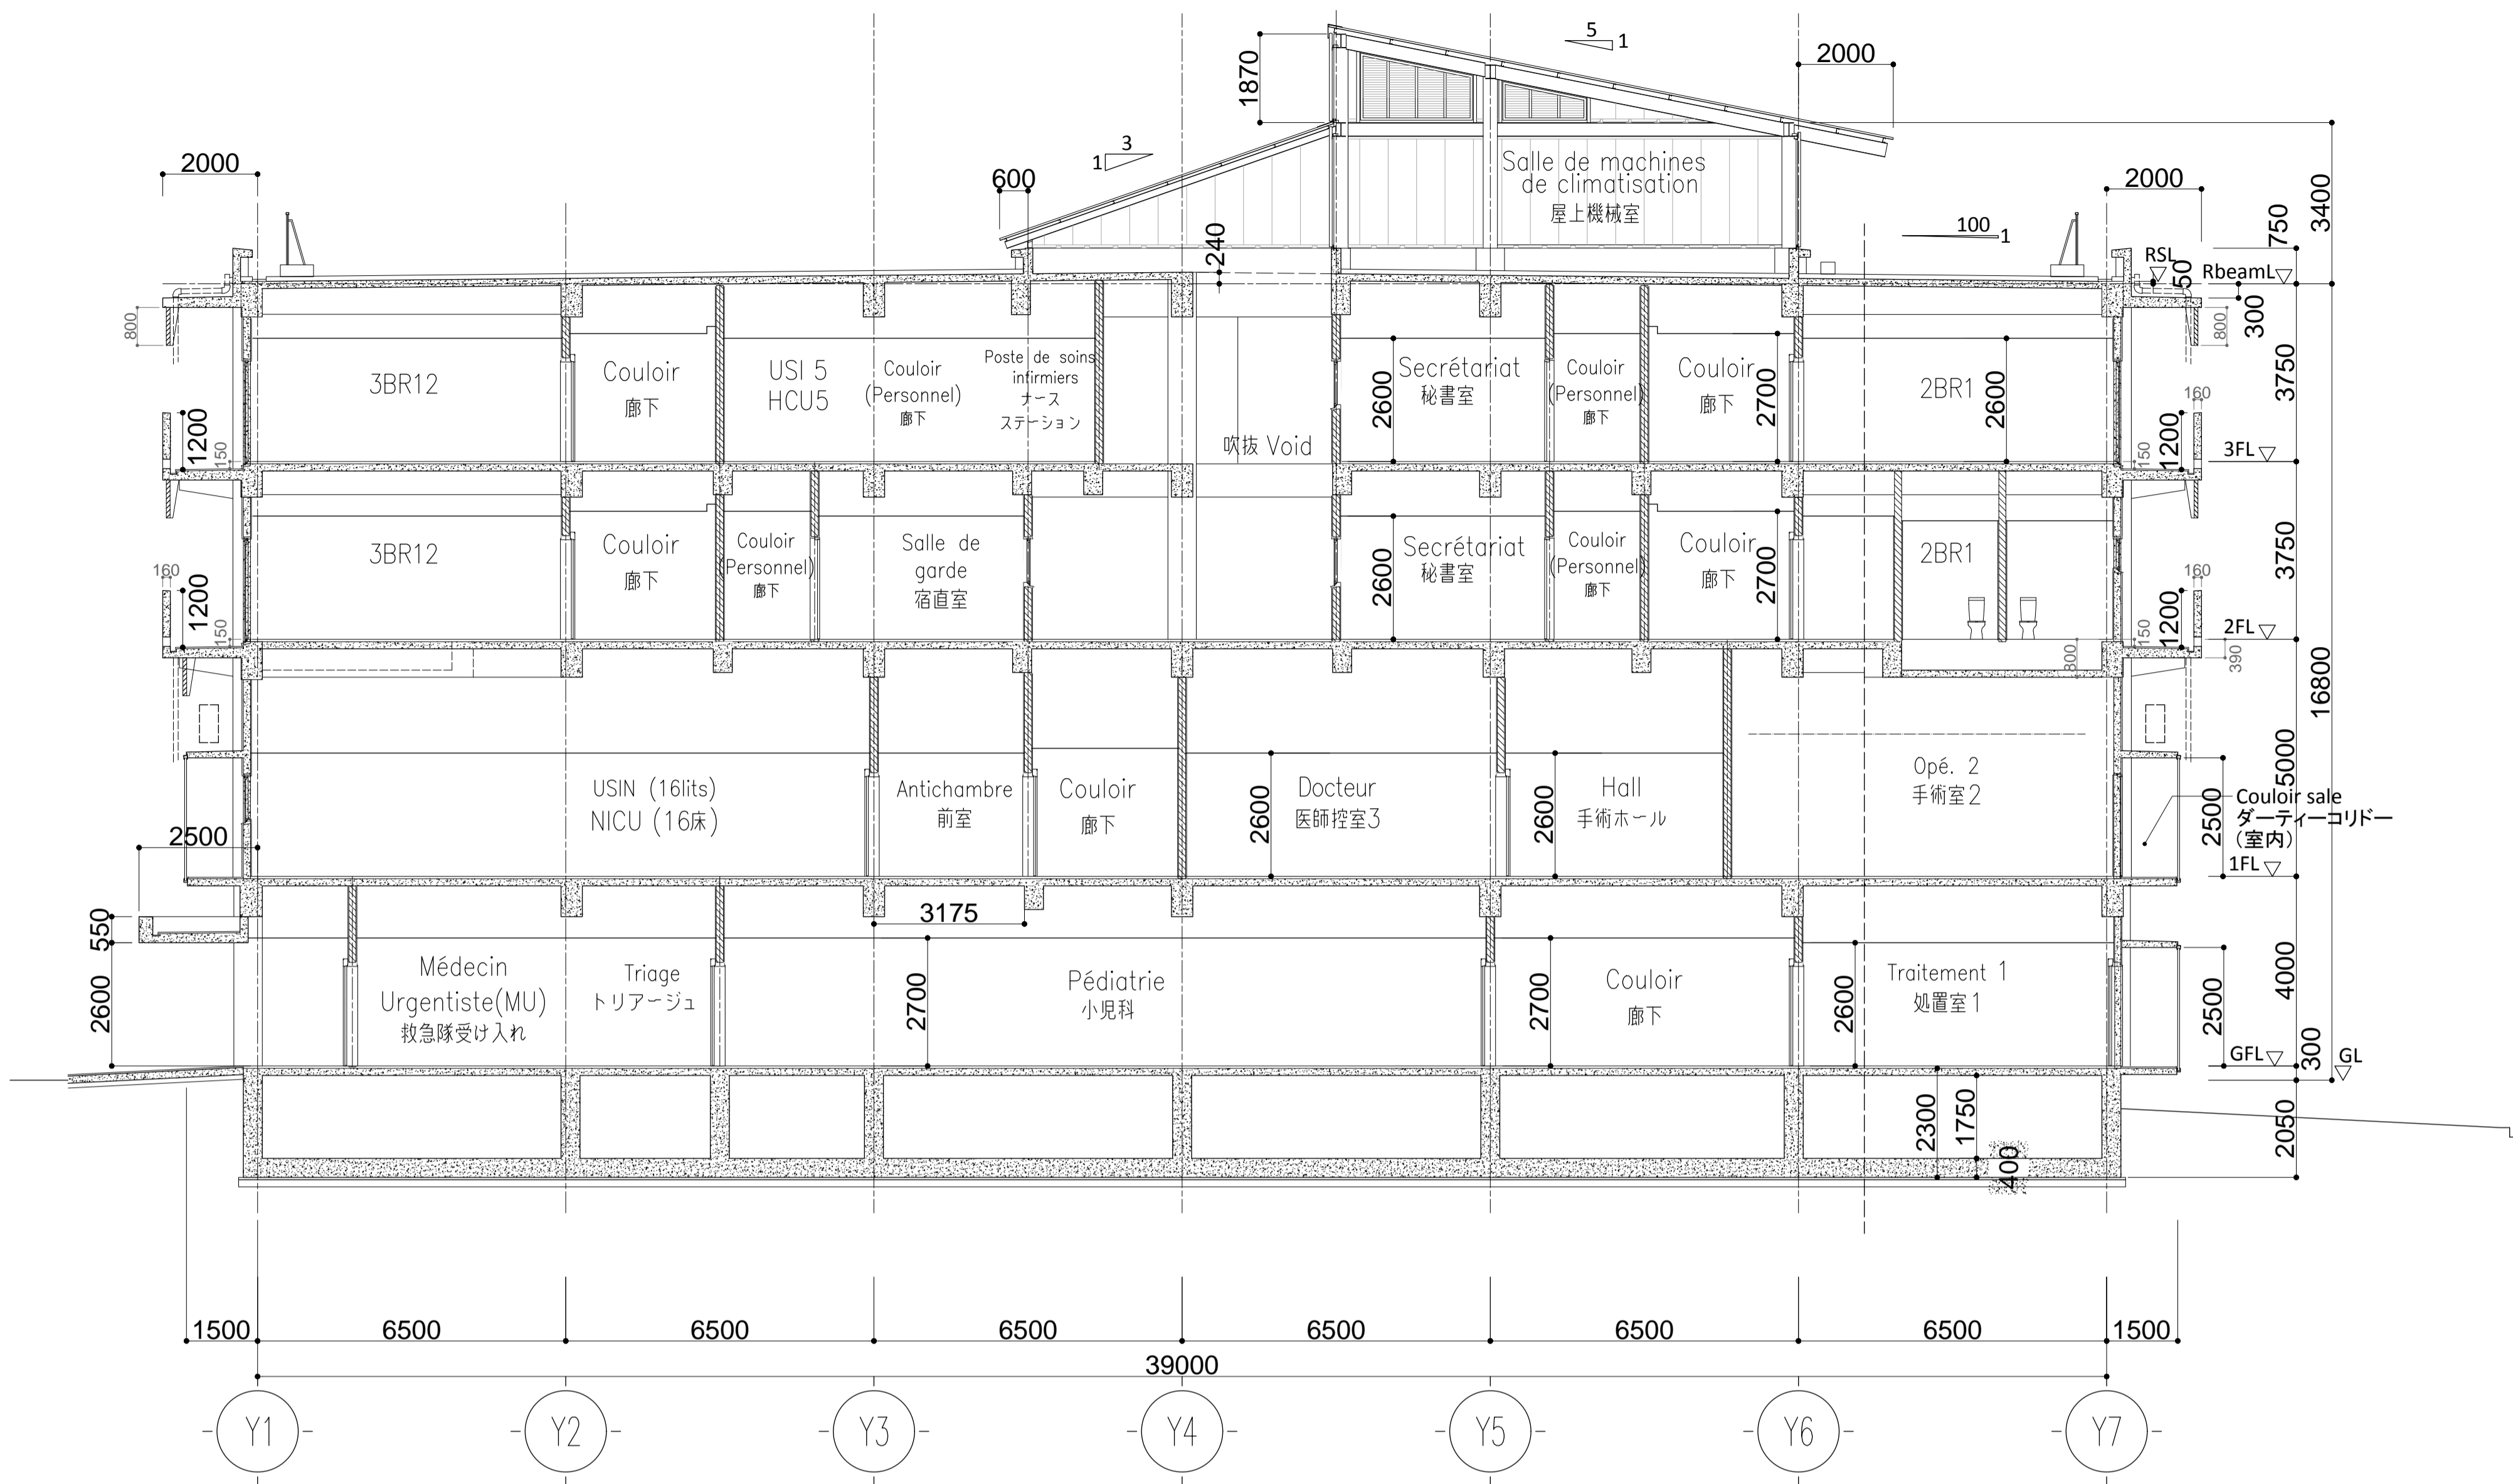 5
1
2000
1870
3
1
2000
600
Salle de machines
de climatisation
屋上機械室
2000
3400
750
240
100
1
RSL
50
RbeamL
300
800
800
3BR12
Couloir
廊下
USI 5
HCU5
Couloir
(Personnel)
廊下
Poste de soins
infirmiers
ナース
ステーション
吹抜 Void
2600
Secrétariat
秘書室
Couloir
(Personnel)
廊下
Couloir
廊下
2700
2BR1
2600
3750
160
1200
150
1200
150
3FL
3BR12
Couloir
廊下
Couloir
(Personnel)
廊下
Salle de
garde
宿直室
2600
Secrétariat
秘書室
Couloir
(Personnel)
廊下
Couloir
廊下
2700
2BR1
3750
160
1200
150
160
1200
150
2FL
390
800
16800
USIN (16lits)
NICU (16床)
Antichambre
前室
Couloir
廊下
2600
Docteur
医師控室3
2600
Hall
手術ホール
Opé. 2
手術室2
5000
2500
Couloir sale
ダーティーコリドー
(室内)
1FL
2500
550
2600
3175
Médecin
Urgentiste(MU)
救急隊受け入れ
Triage
トリアージュ
2700
Pédiatrie
小児科
2700
Couloir
廊下
2600
Traitement 1
処置室1
2500
4000
GFL
300
GL
2300
1750
400
2050
1500
6500
6500
6500
6500
6500
6500
1500
39000
Y1
Y2
Y3
Y4
Y5
Y6
Y7